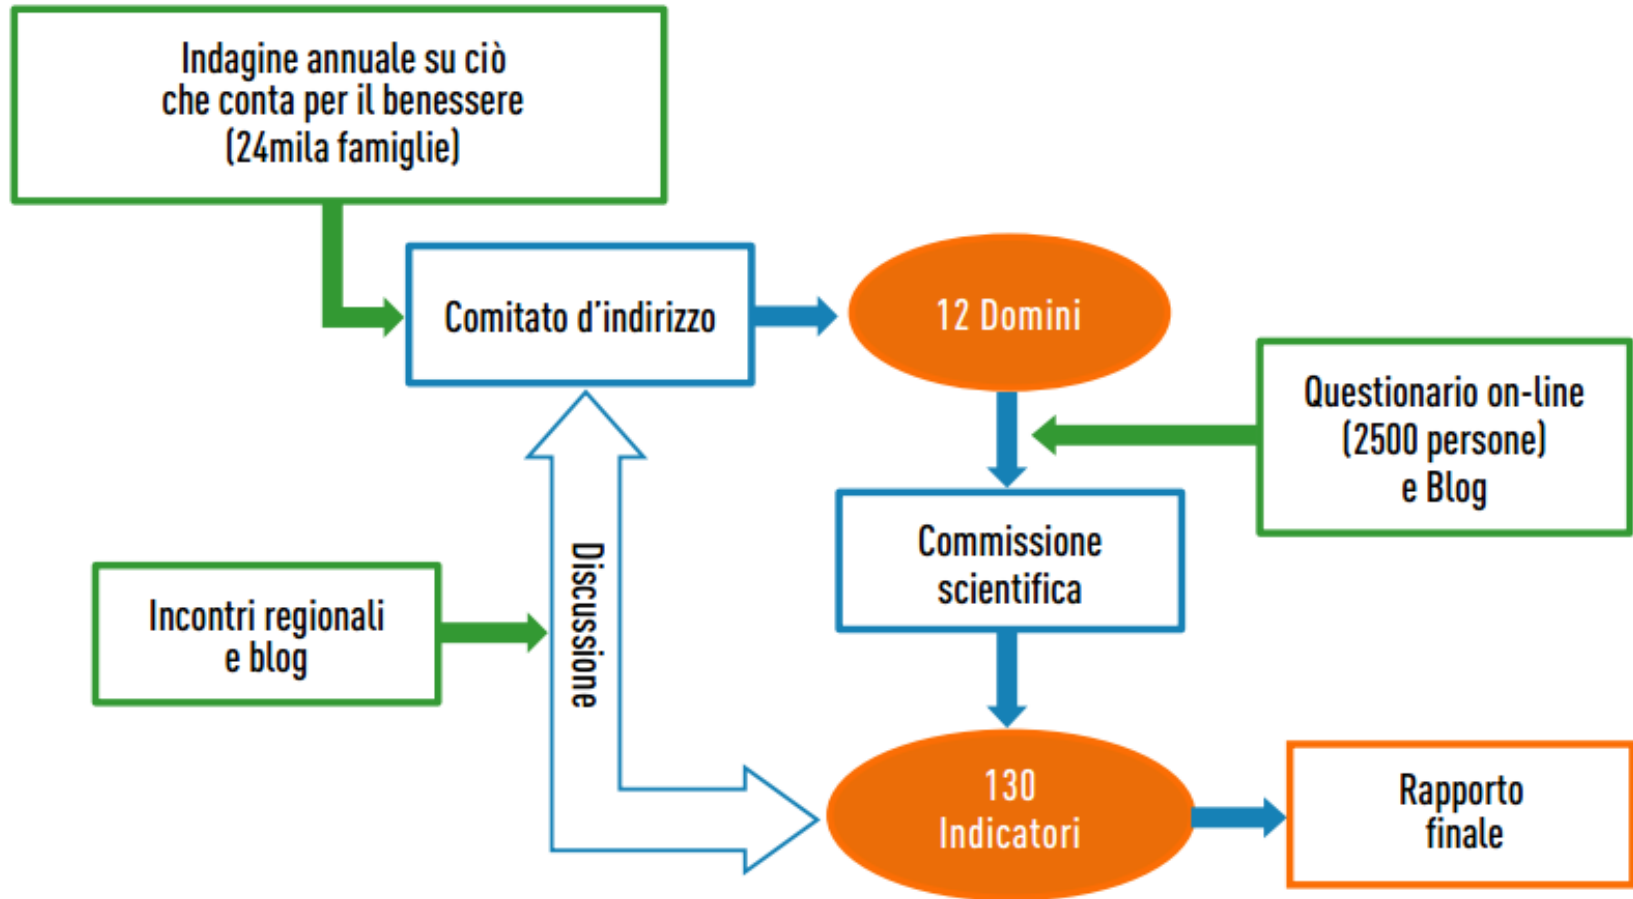 Indagine annuale su ciò
che conta per il benessere
(24mila famiglie)
Comitato d'indirizzo
12 Domini
Questionario on-line
(2500 persone)
e Blog
Commissione
scientifica
Discussione
Incontri regionali
e blog
130
Indicatori
Rapporto
finale